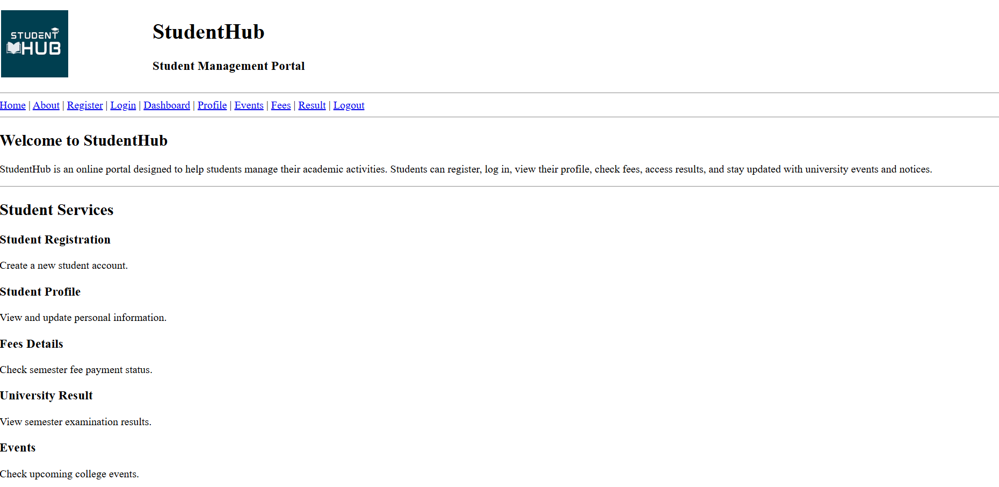 STUDENT
HUB
StudentHub
Student Management Portal
Home | About | Register | Login | Dashboard | Profile | Events | Fees | Result | Logout
Welcome to StudentHub
StudentHub is an online portal designed to help students manage their academic activities. Students can register, log in, view their profile, check fees, access results, and stay updated with university events and notices.
Student Services
Student Registration
Create a new student account.
Student Profile
View and update personal information.
Fees Details
Check semester fee payment status.
University Result
View semester examination results.
Events
Check upcoming college events.